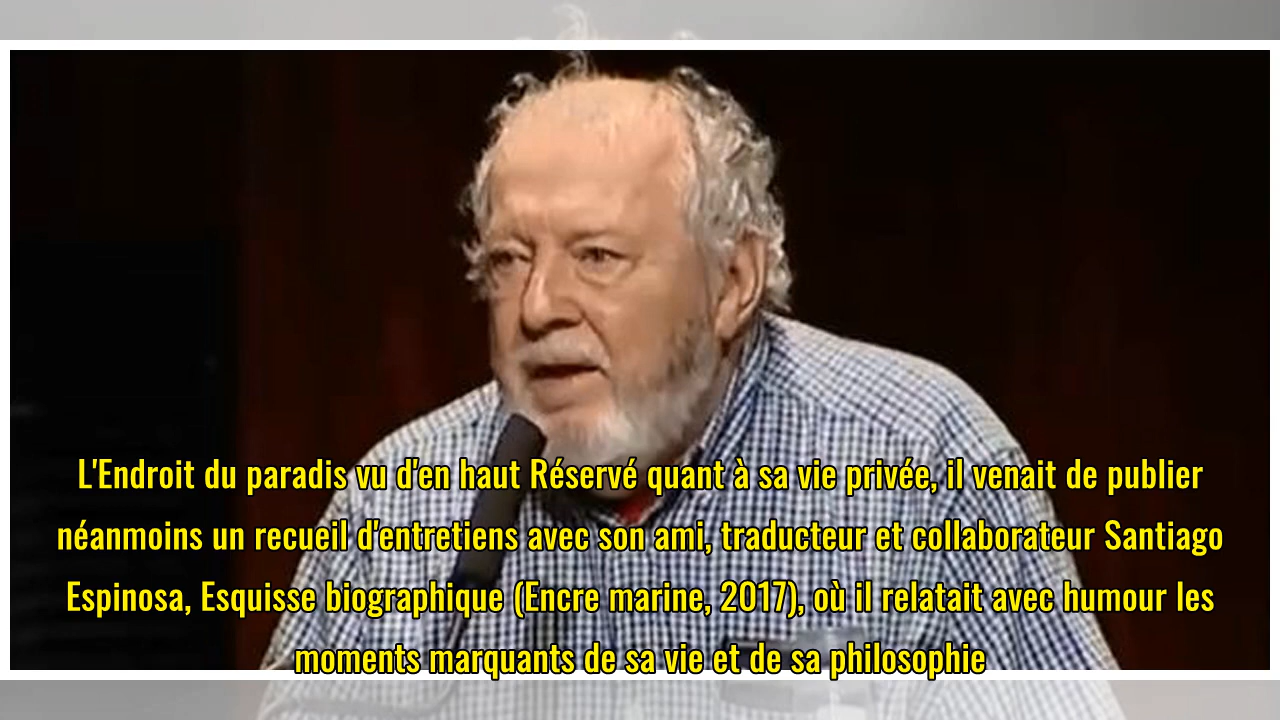 L'Endroit du paradis vu d'en haut Réservé quant à sa vie privée, il venait de publier
néanmoins un recueil d'entretiens avec son ami, traducteur et collaborateur Santiago
Espinosa, Esquisse biographique (Encre marine, 2017), où il relatait avec humour les
moments marquants de sa vie et de sa philosophie